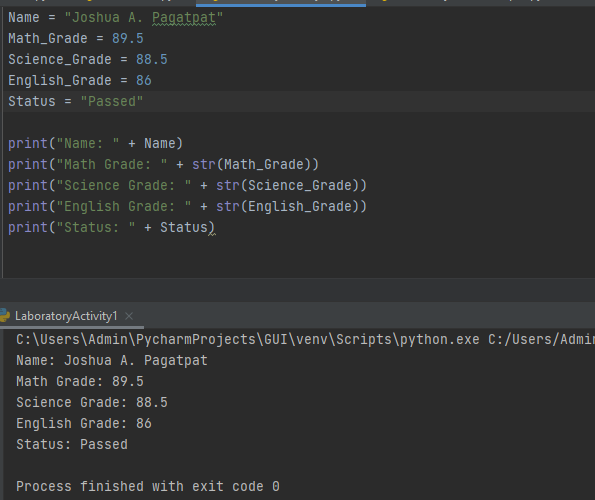 Name = "Joshua A. Pagatpat"
Math_Grade = 89.5
Science_Grade = 88.5
English_Grade = 86
Status = "Passed"
print("Name: " + Name)
print("Math Grade: " + str(Math_Grade))
print("Science Grade: " + str(Science_Grade))
print("English Grade: " + str(English_Grade))
print("Status: " + Status)
LaboratoryActivity1
C:\Users\Admin\PycharmProjects\GUI\venv\Scripts\python.exe C:/Users/Admin
Name: Joshua A. Pagatpat
Math Grade: 89.5
Science Grade: 88.5
English Grade: 86
Status: Passed
Process finished with exit code 0